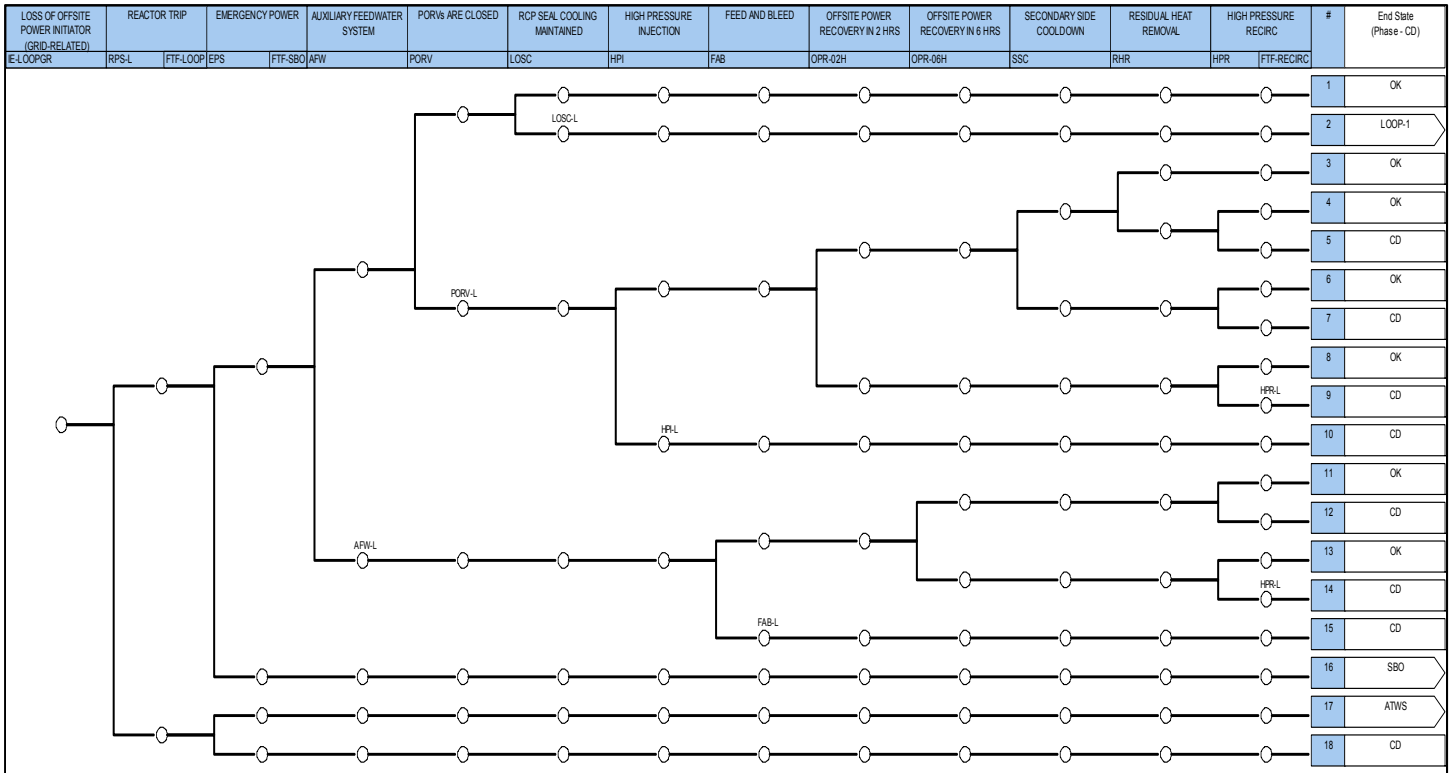 LOSS OF OFFSITE
POWER INITIATOR
(GRID-RELATED)
REACTOR TRIP
EMERGENCY POWER
AUXILIARY FEEDWATER
SYSTEM
PORVs ARE CLOSED
RCP SEAL COOLING
MAINTAINED
HIGH PRESSURE
INJECTION
FEED AND BLEED
OFFSITE POWER
RECOVERY IN 2 HRS
OFFSITE POWER
RECOVERY IN 6 HRS
SECONDARY SIDE
COOLDOWN
RESIDUAL HEAT
REMOVAL
HIGH PRESSURE
RECIRC
#
End State
(Phase - CD)
IE-LOOPGR
RPS-L
FTF-LOOP
EPS
FTF-SBO
AFW
PORV
LOSC
HPI
FAB
OPR-02H
OPR-06H
SSC
RHR
HPR
FTF-RECIRC
1 OK
LOSC-L
2 LOOP-1
3 OK
4 OK
5 CD
6 OK
PORV-L
7 CD
8 OK
HPR-L
9 CD
HPI-L
10 CD
11 OK
12 CD
AFW-L
13 OK
HPR-L
14 CD
FAB-L
15 CD
16 SBO
17 ATWS
18 CD